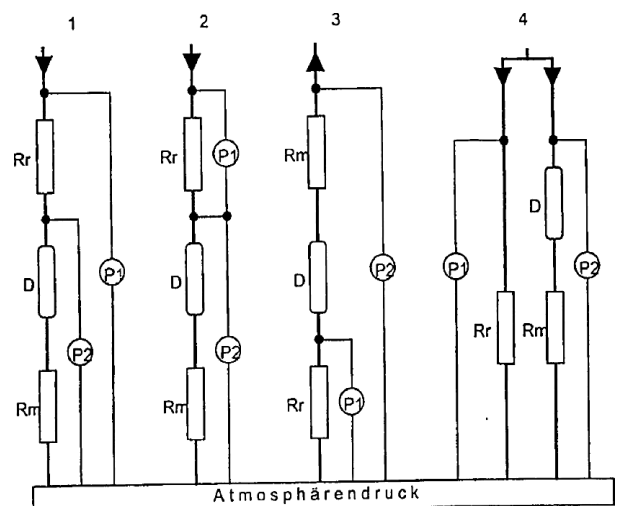 1 2 3 4
Rr Rr P1 Rm
D D D D
P1 P2 P1 P2
P2 P2 Rr Rm
Rm Rm Rr P1
Atmosphärendruck